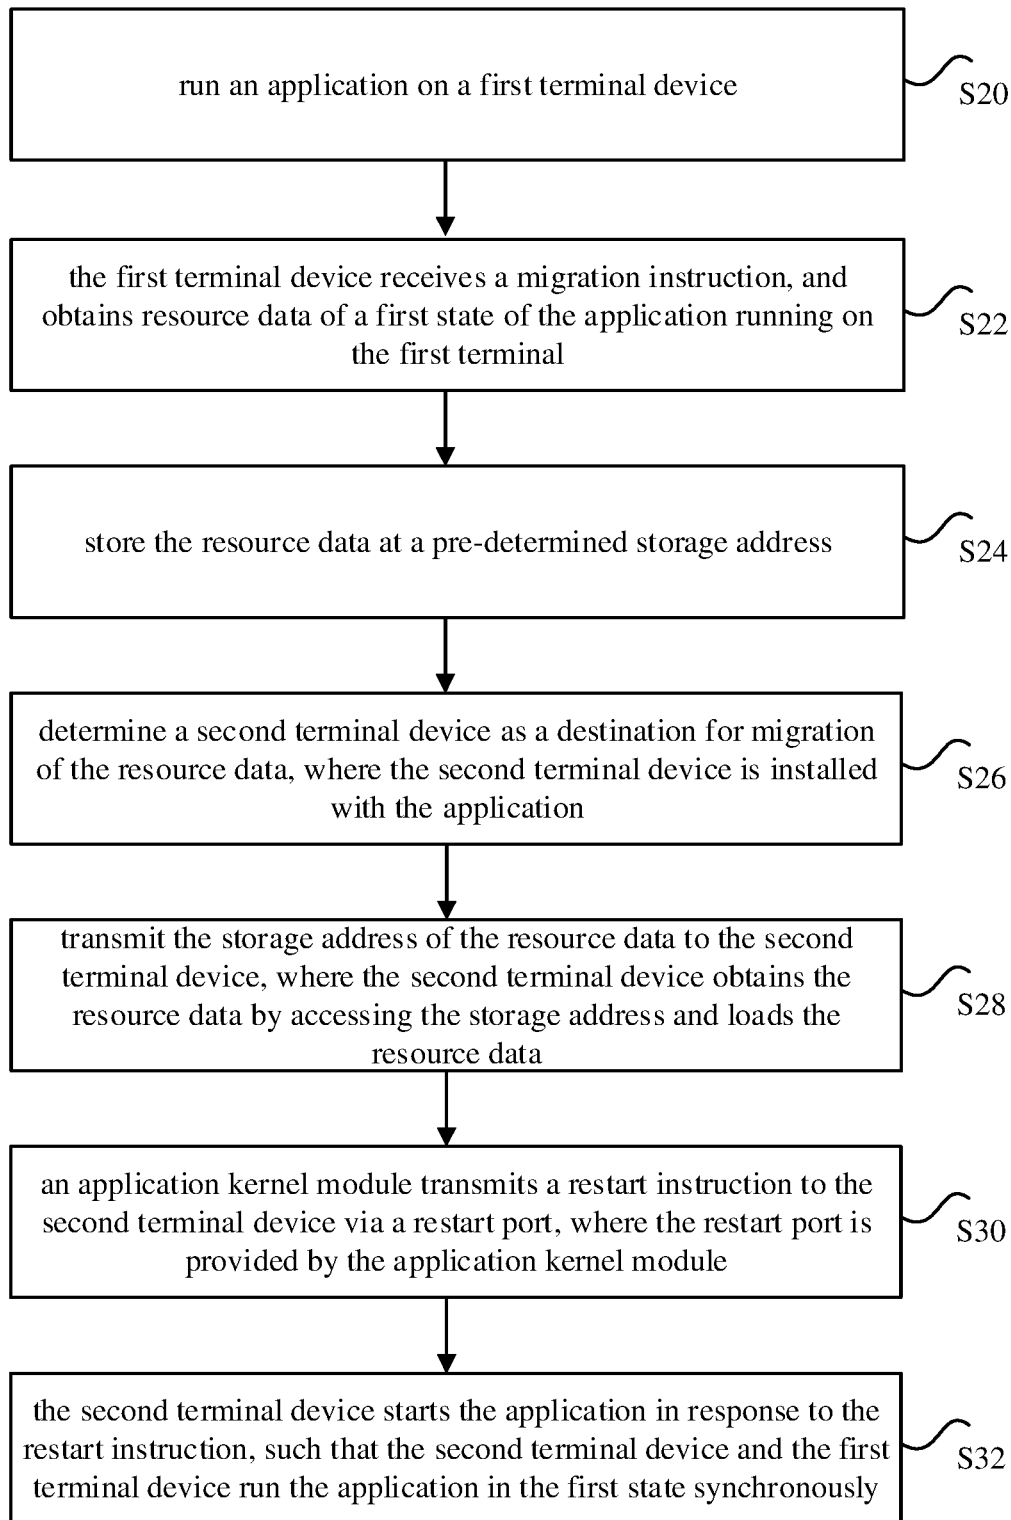 run an application on a first terminal device
S20
the first terminal device receives a migration instruction, and
obtains resource data of a first state of the application running on
the first terminal
S22
store the resource data at a pre-determined storage address
S24
determine a second terminal device as a destination for migration
of the resource data, where the second terminal device is installed
with the application
S26
transmit the storage address of the resource data to the second
terminal device, where the second terminal device obtains the
resource data by accessing the storage address and loads the
resource data
S28
an application kernel module transmits a restart instruction to the
second terminal device via a restart port, where the restart port is
provided by the application kernel module
S30
the second terminal device starts the application in response to the
restart instruction, such that the second terminal device and the first
terminal device run the application in the first state synchronously
S32